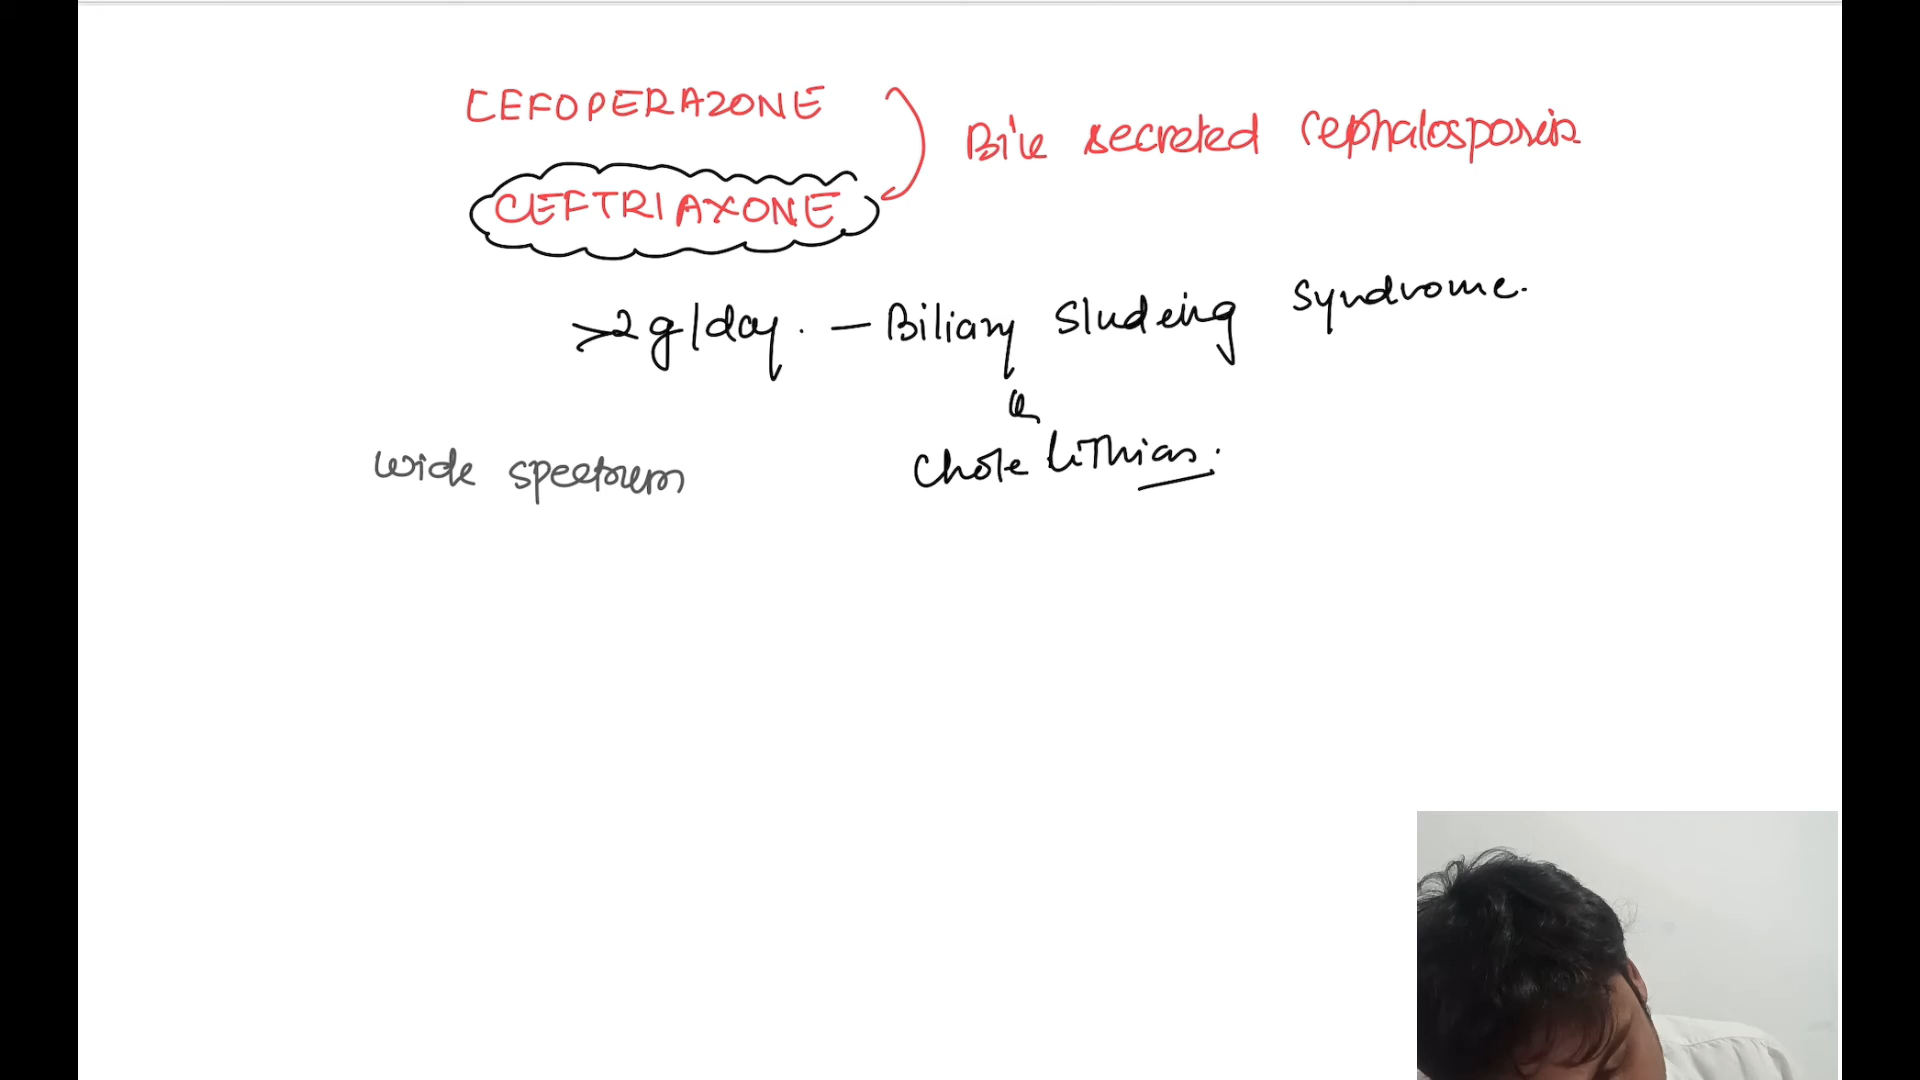 CEFOPERAZONE
Bile secreted cephalosporin
CEFTRIAXONE
>2g/day. - Biliary Sludeing Syndrome.
&
wide spectrum
Chole Lithias.